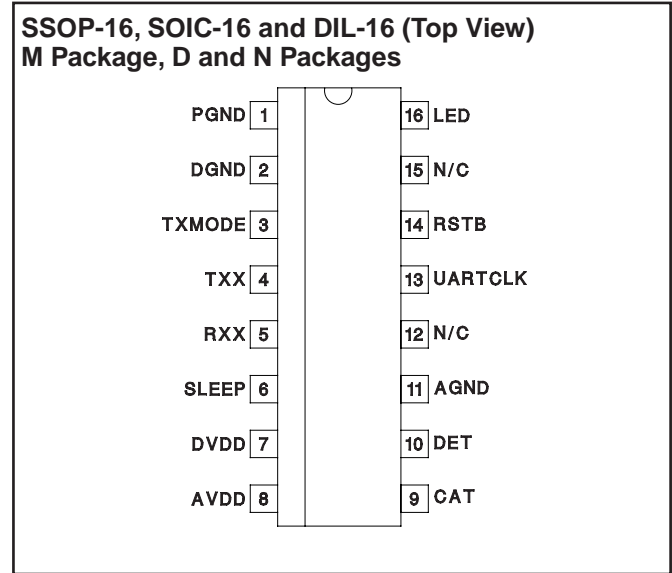 SSOP-16, SOIC-16 and DIL-16 (Top View)
M Package, D and N Packages
PGND 1 16 LED
DGND 2 15 N/C
TXMODE 3 14 RSTB
TXX 4 13 UARTCLK
RXX 5 12 N/C
SLEEP 6 11 AGND
DVDD 7 10 DET
AVDD 8 9 CAT